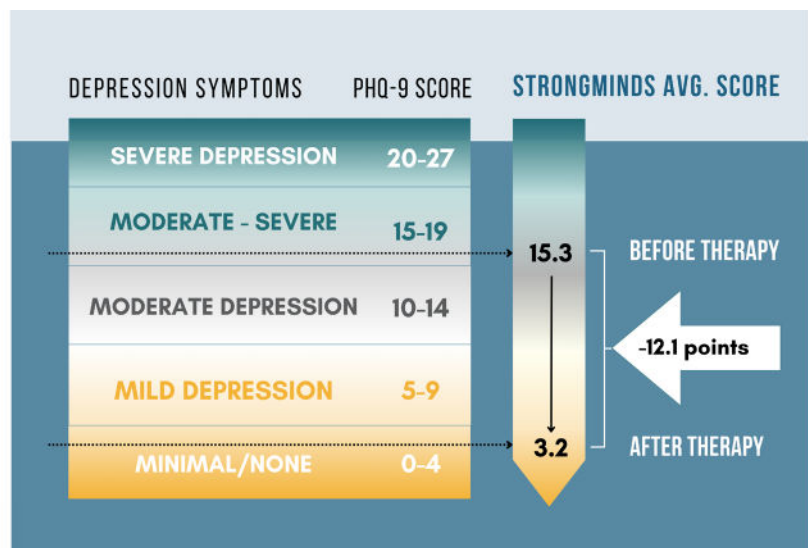 DEPRESSION SYMPTOMS PHQ-9 SCORE STRONGMINDS AVG. SCORE
SEVERE DEPRESSION 20-27
MODERATE - SEVERE 15-19
15.3 BEFORE THERAPY
MODERATE DEPRESSION 10-14
-12.1 points
MILD DEPRESSION 5-9
3.2 AFTER THERAPY
MINIMAL/NONE 0-4